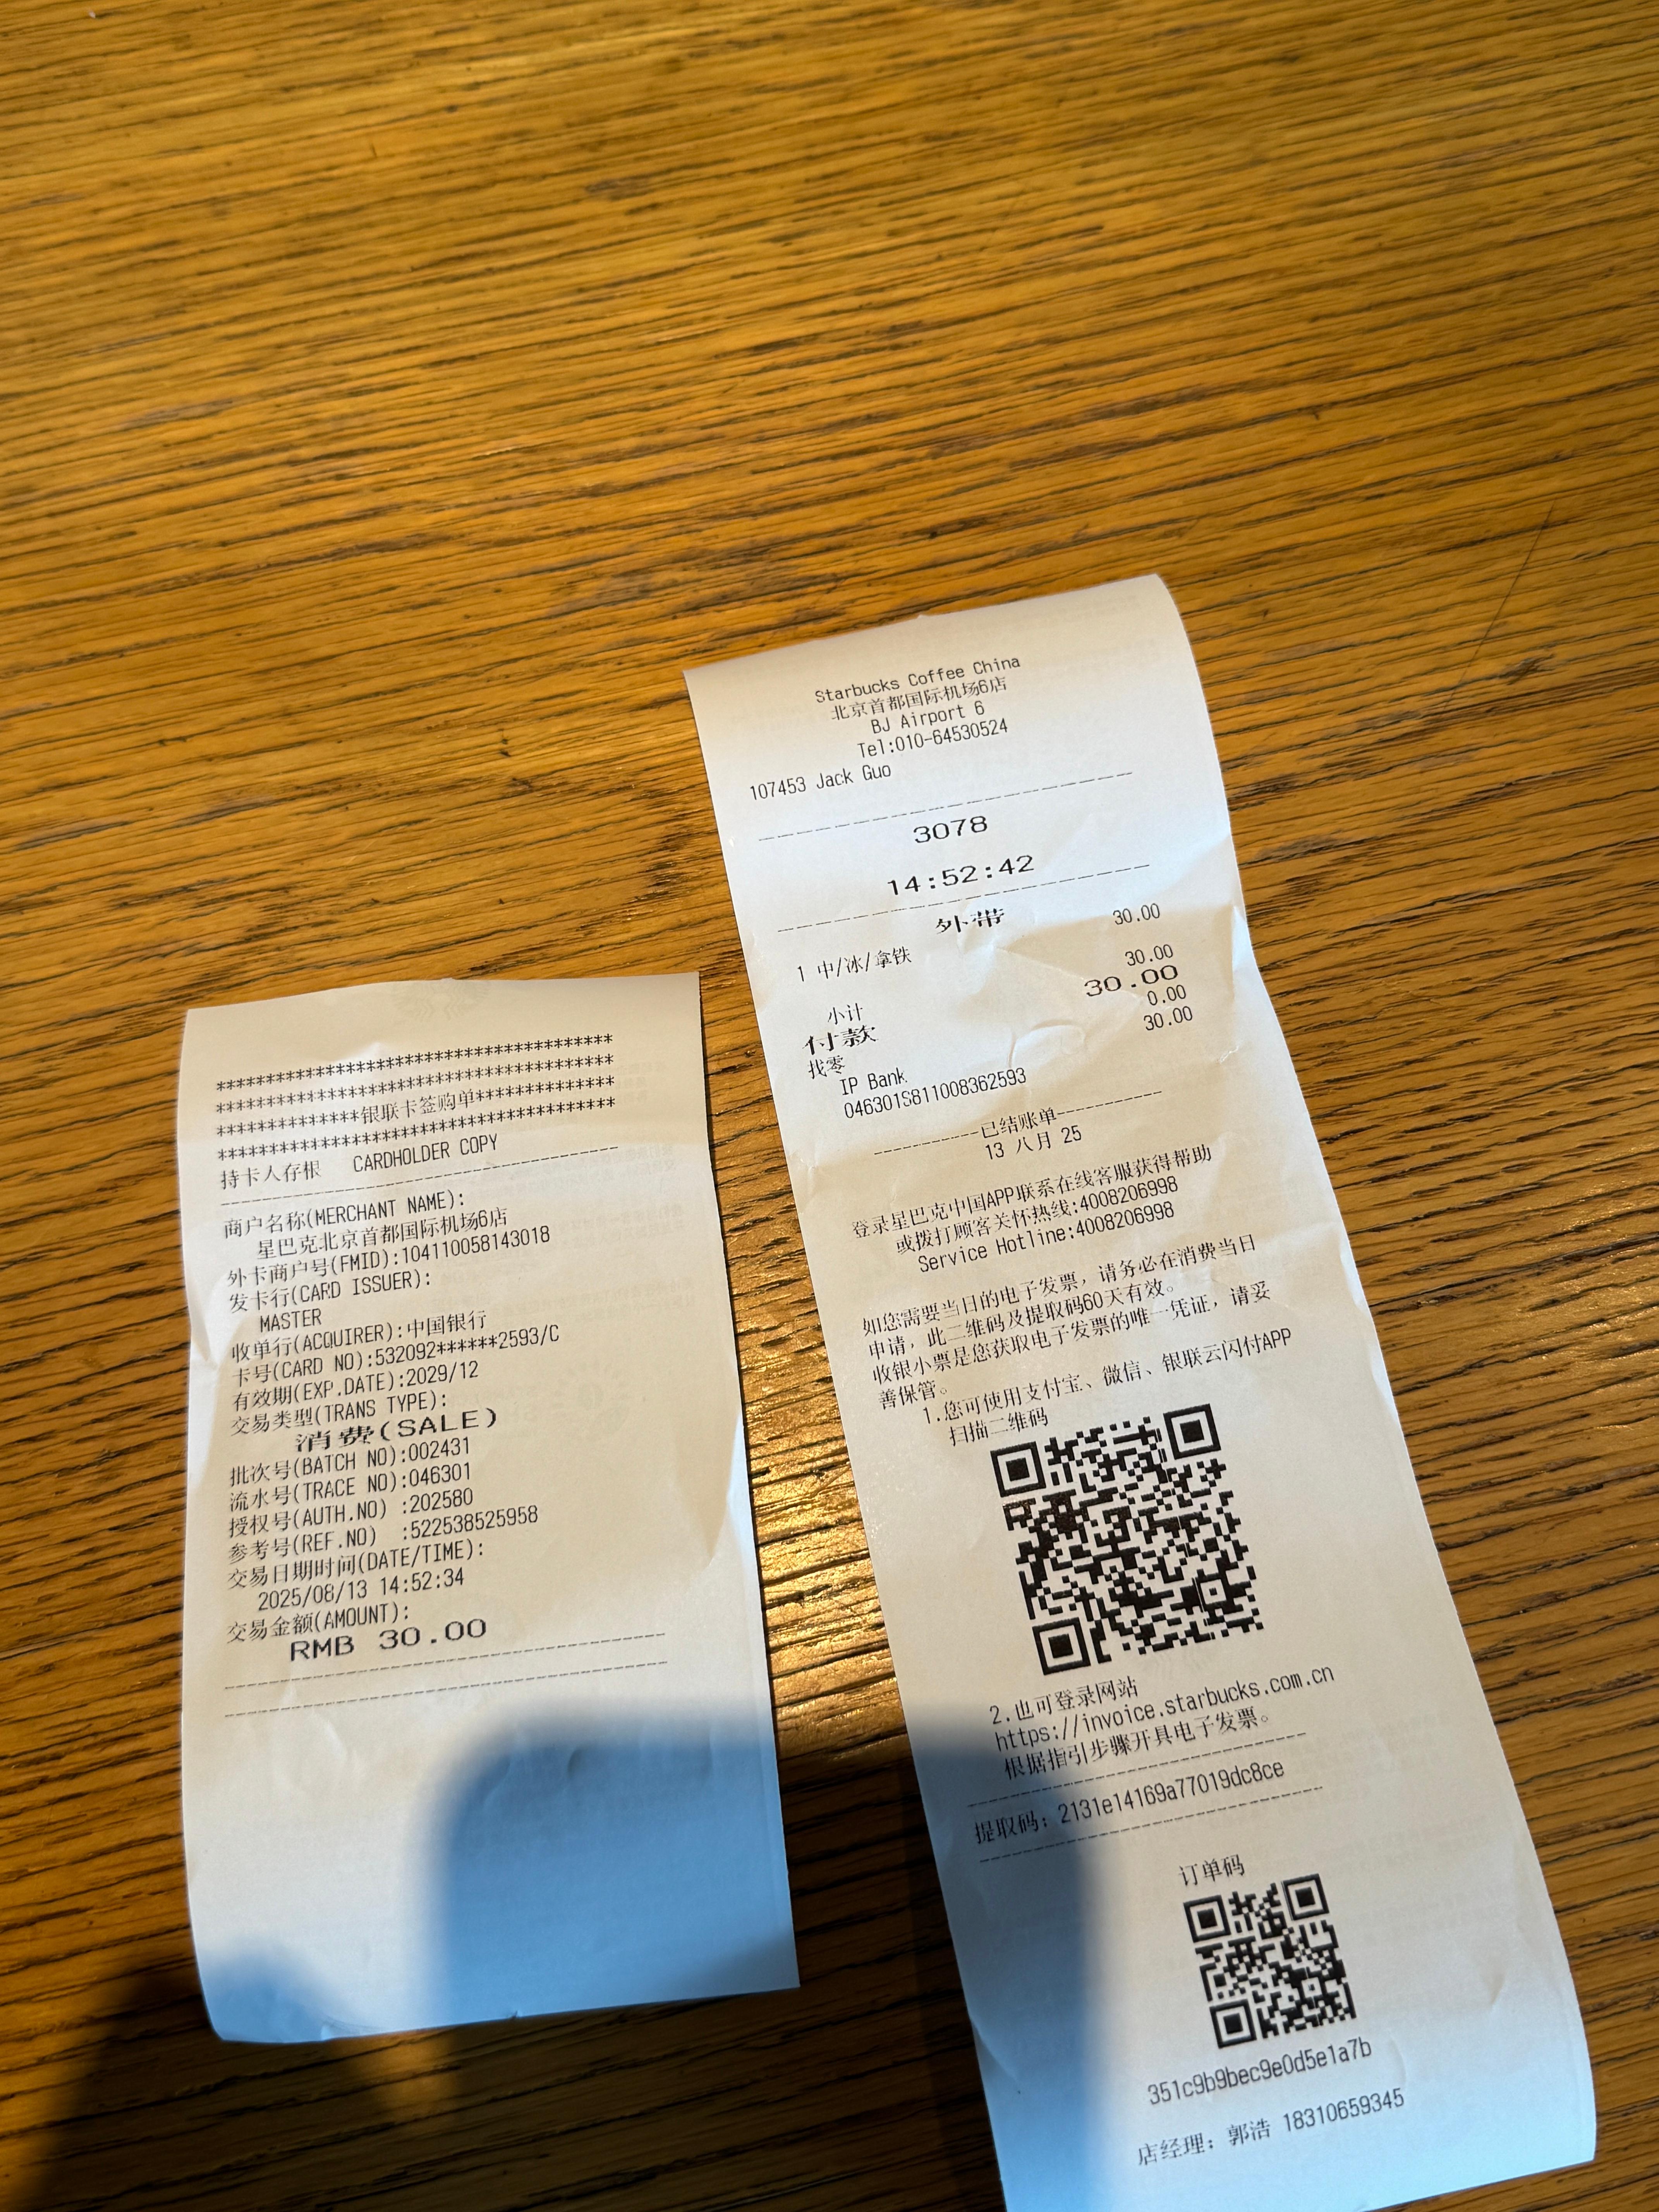 ******************************************
******************************************
**************银联卡签购单**************
******************************************
持卡人存根 CARDHOLDER COPY
商户名称(MERCHANT NAME):
星巴克北京首都国际机场6店
外卡商户号(FMID):104110058143018
发卡行(CARD ISSUER):
MASTER
收单行(ACQUIRER):中国银行
卡号(CARD NO):532092******2593/C
有效期(EXP.DATE):2029/12
交易类型(TRANS TYPE):
消费(SALE)
批次号(BATCH NO):002431
流水号(TRACE NO):046301
授权号(AUTH.NO) :202580
参考号(REF.NO) :522538525958
交易日期时间(DATE/TIME):
2025/08/13 14:52:34
交易金额(AMOUNT):
RMB 30.00
Starbucks Coffee China
北京首都国际机场6店
BJ Airport 6
Tel:010-64530524
107453 Jack Guo
3078
14:52:42
外带
1 中/冰/拿铁 30.00
小计 30.00
付款 30.00
找零 0.00
IP Bank 30.00
046301S811008362593
-----------已结账单-----------
13 八月 25
登录星巴克中国APP联系在线客服获得帮助
或拨打顾客关怀热线:4008206998
Service Hotline:4008206998
如您需要当日的电子发票，请务必在消费当日
申请，此二维码及提取码60天有效。
收银小票是您获取电子发票的唯一凭证，请妥
善保管。
1.您可使用支付宝、微信、银联云闪付APP
扫描二维码
2.也可登录网站
https://invoice.starbucks.com.cn
根据指引步骤开具电子发票。
提取码: 2131e14169a77019dc8ce
订单码
351c9b9bec9e0d5e1a7b
店经理: 郭浩 18310659345